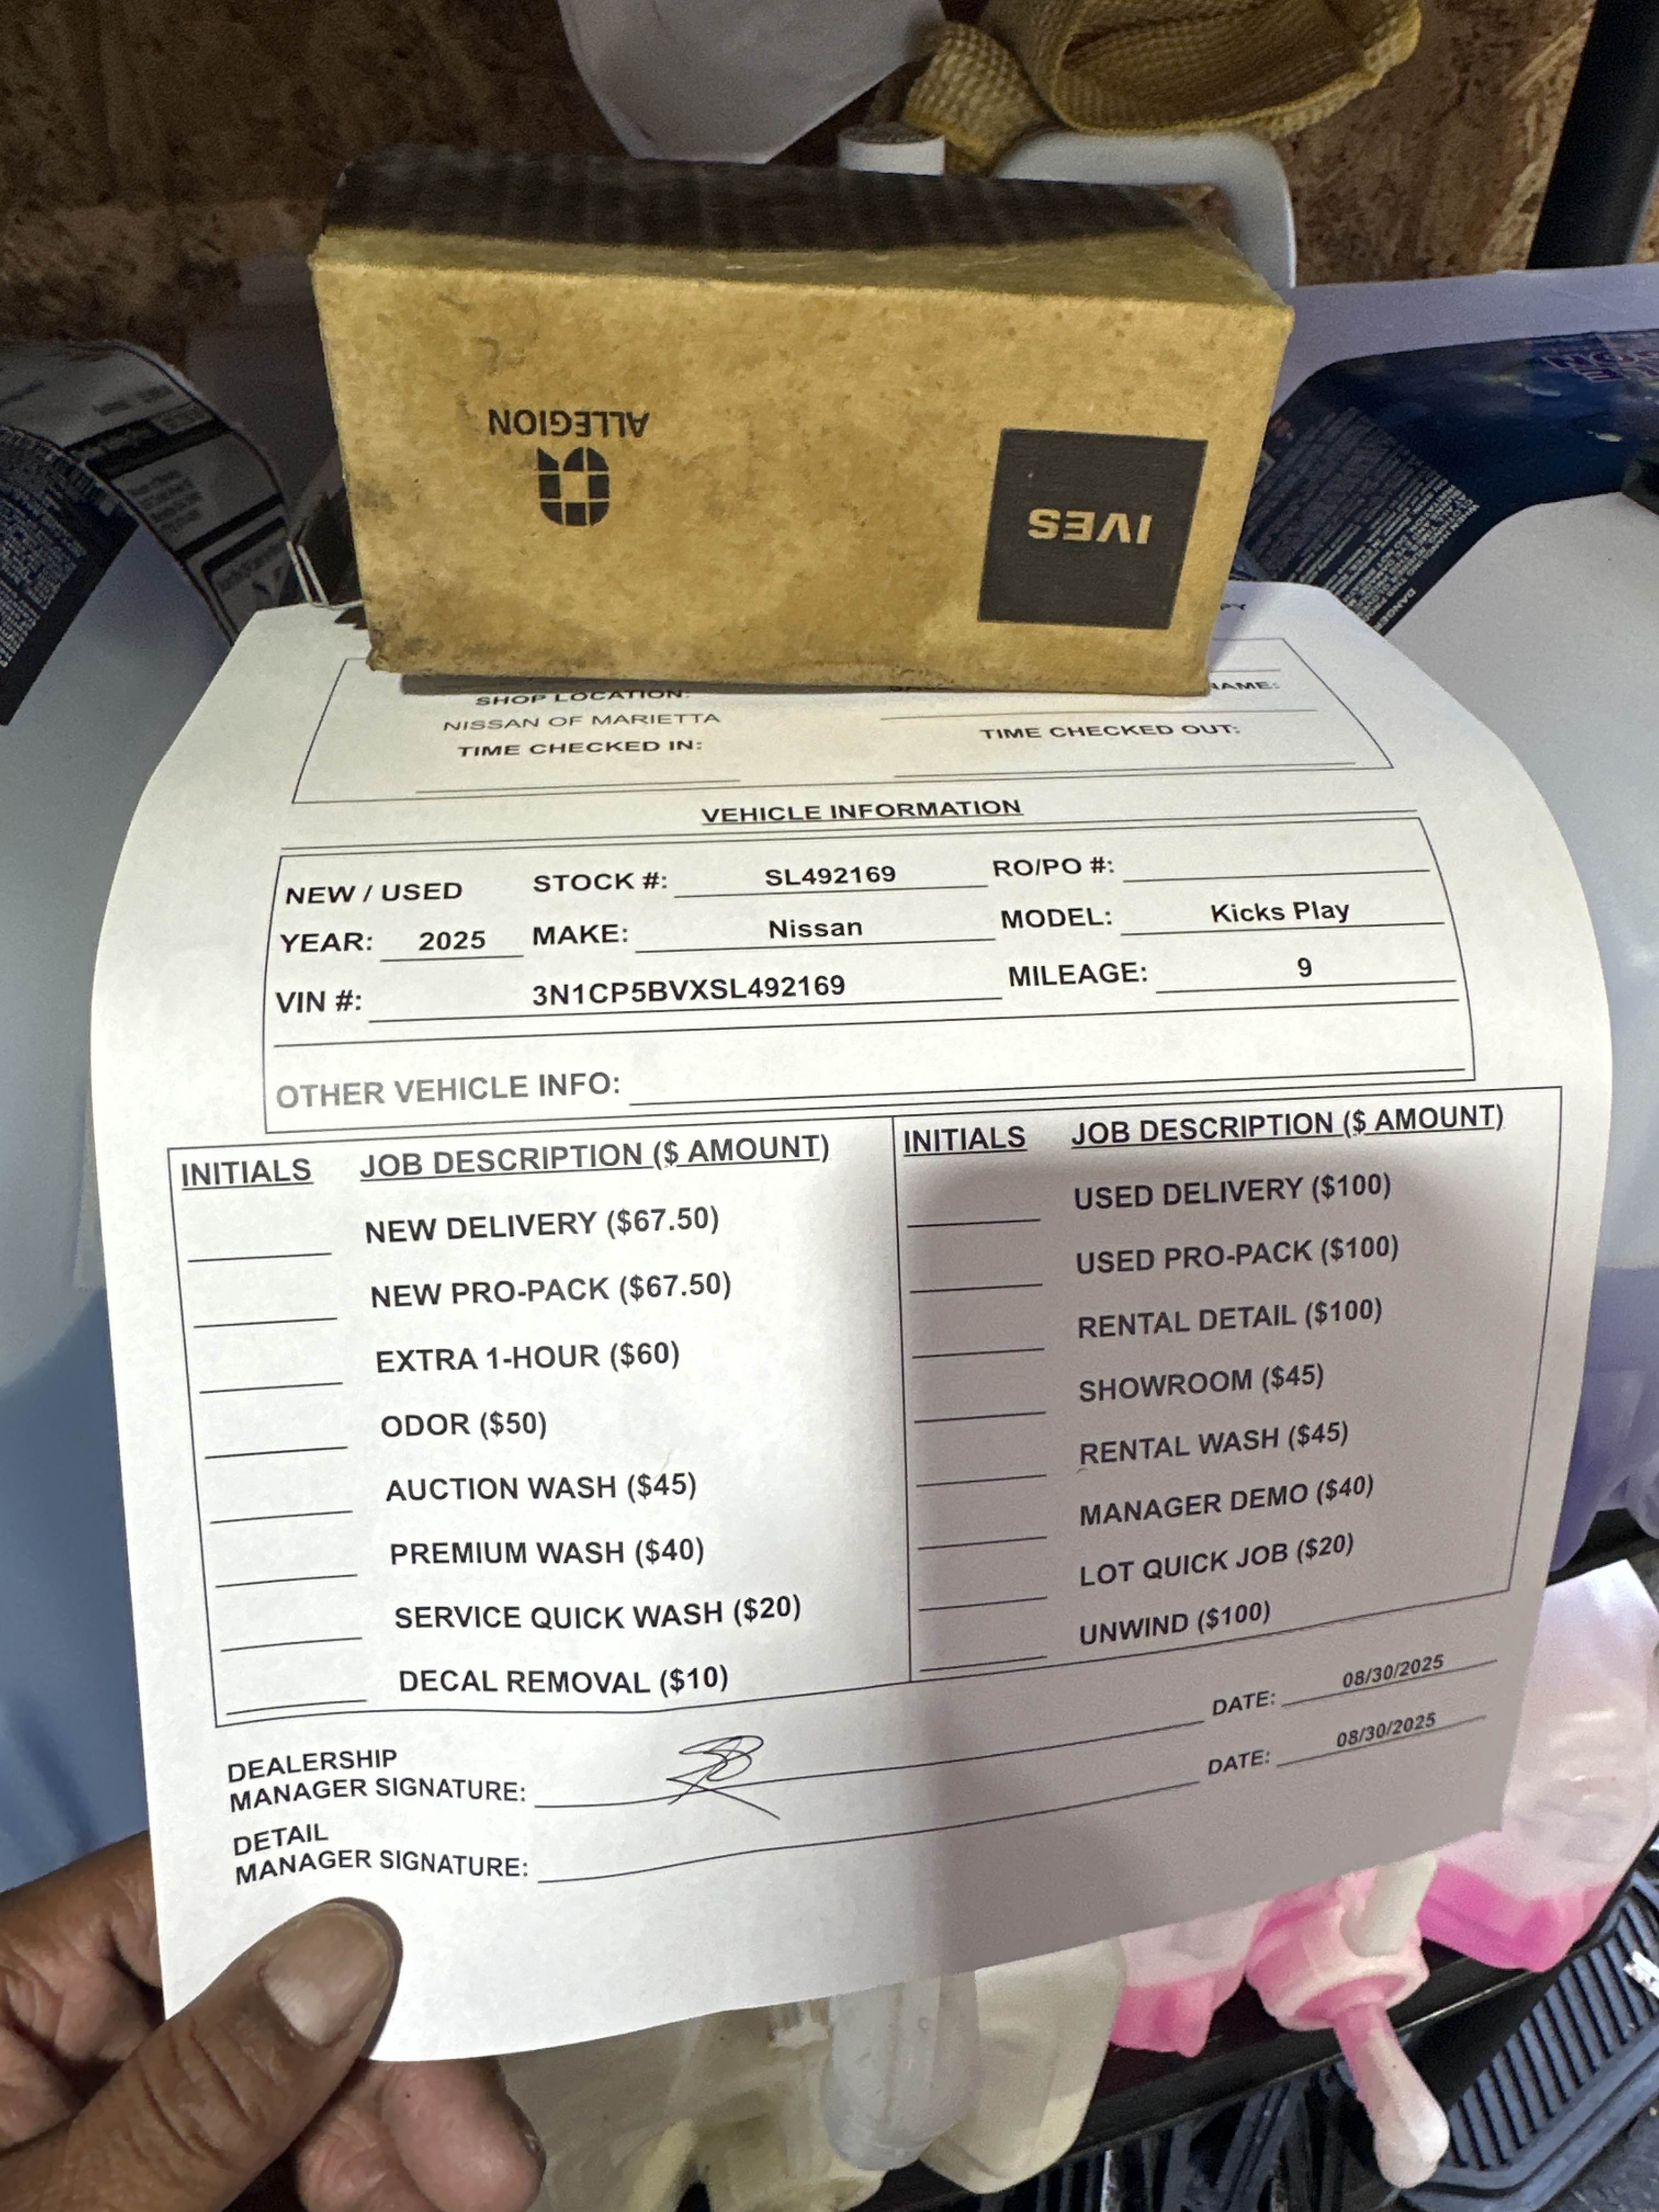 ALLEGION
IVES
SHOP LOCATION:
NAME:
NISSAN OF MARIETTA
TIME CHECKED IN:
TIME CHECKED OUT:
VEHICLE INFORMATION
NEW / USED STOCK #: SL492169 RO/PO #:
YEAR: 2025 MAKE: Nissan MODEL: Kicks Play
VIN #: 3N1CP5BVXSL492169 MILEAGE: 9
OTHER VEHICLE INFO:
INITIALS JOB DESCRIPTION ($ AMOUNT)
NEW DELIVERY ($67.50)
NEW PRO-PACK ($67.50)
EXTRA 1-HOUR ($60)
ODOR ($50)
AUCTION WASH ($45)
PREMIUM WASH ($40)
SERVICE QUICK WASH ($20)
DECAL REMOVAL ($10)
INITIALS JOB DESCRIPTION ($ AMOUNT)
USED DELIVERY ($100)
USED PRO-PACK ($100)
RENTAL DETAIL ($100)
SHOWROOM ($45)
RENTAL WASH ($45)
MANAGER DEMO ($40)
LOT QUICK JOB ($20)
UNWIND ($100)
DEALERSHIP
MANAGER SIGNATURE: DATE: 08/30/2025
DETAIL
MANAGER SIGNATURE: DATE: 08/30/2025